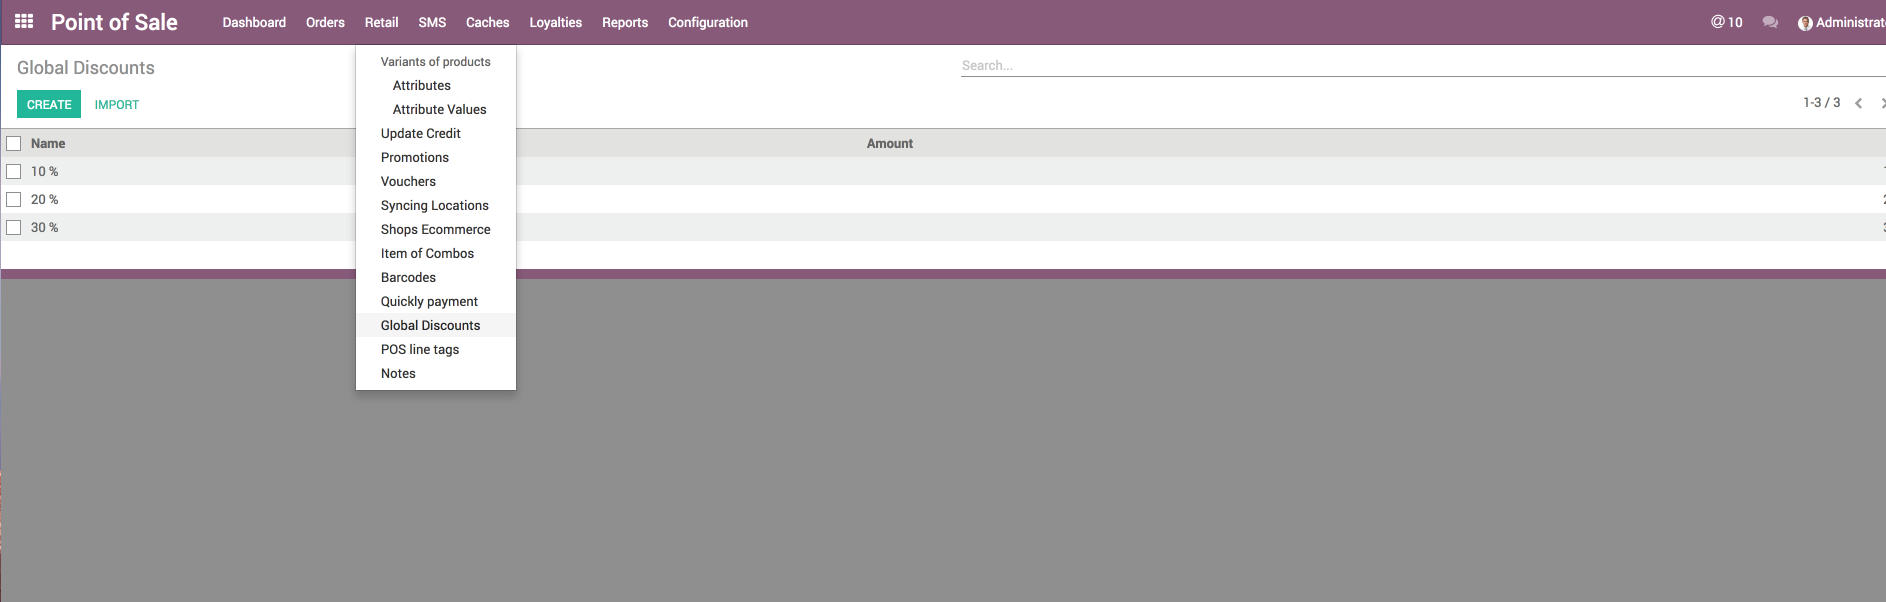 Point of Sale Dashboard Orders Retail SMS Caches Loyalties Reports Configuration @ 10 Administrat
Global Discounts
Search...
CREATE IMPORT
1-3 / 3
Name Amount
10 %
20 %
30 %
Variants of products
Attributes
Attribute Values
Update Credit
Promotions
Vouchers
Syncing Locations
Shops Ecommerce
Item of Combos
Barcodes
Quickly payment
Global Discounts
POS line tags
Notes